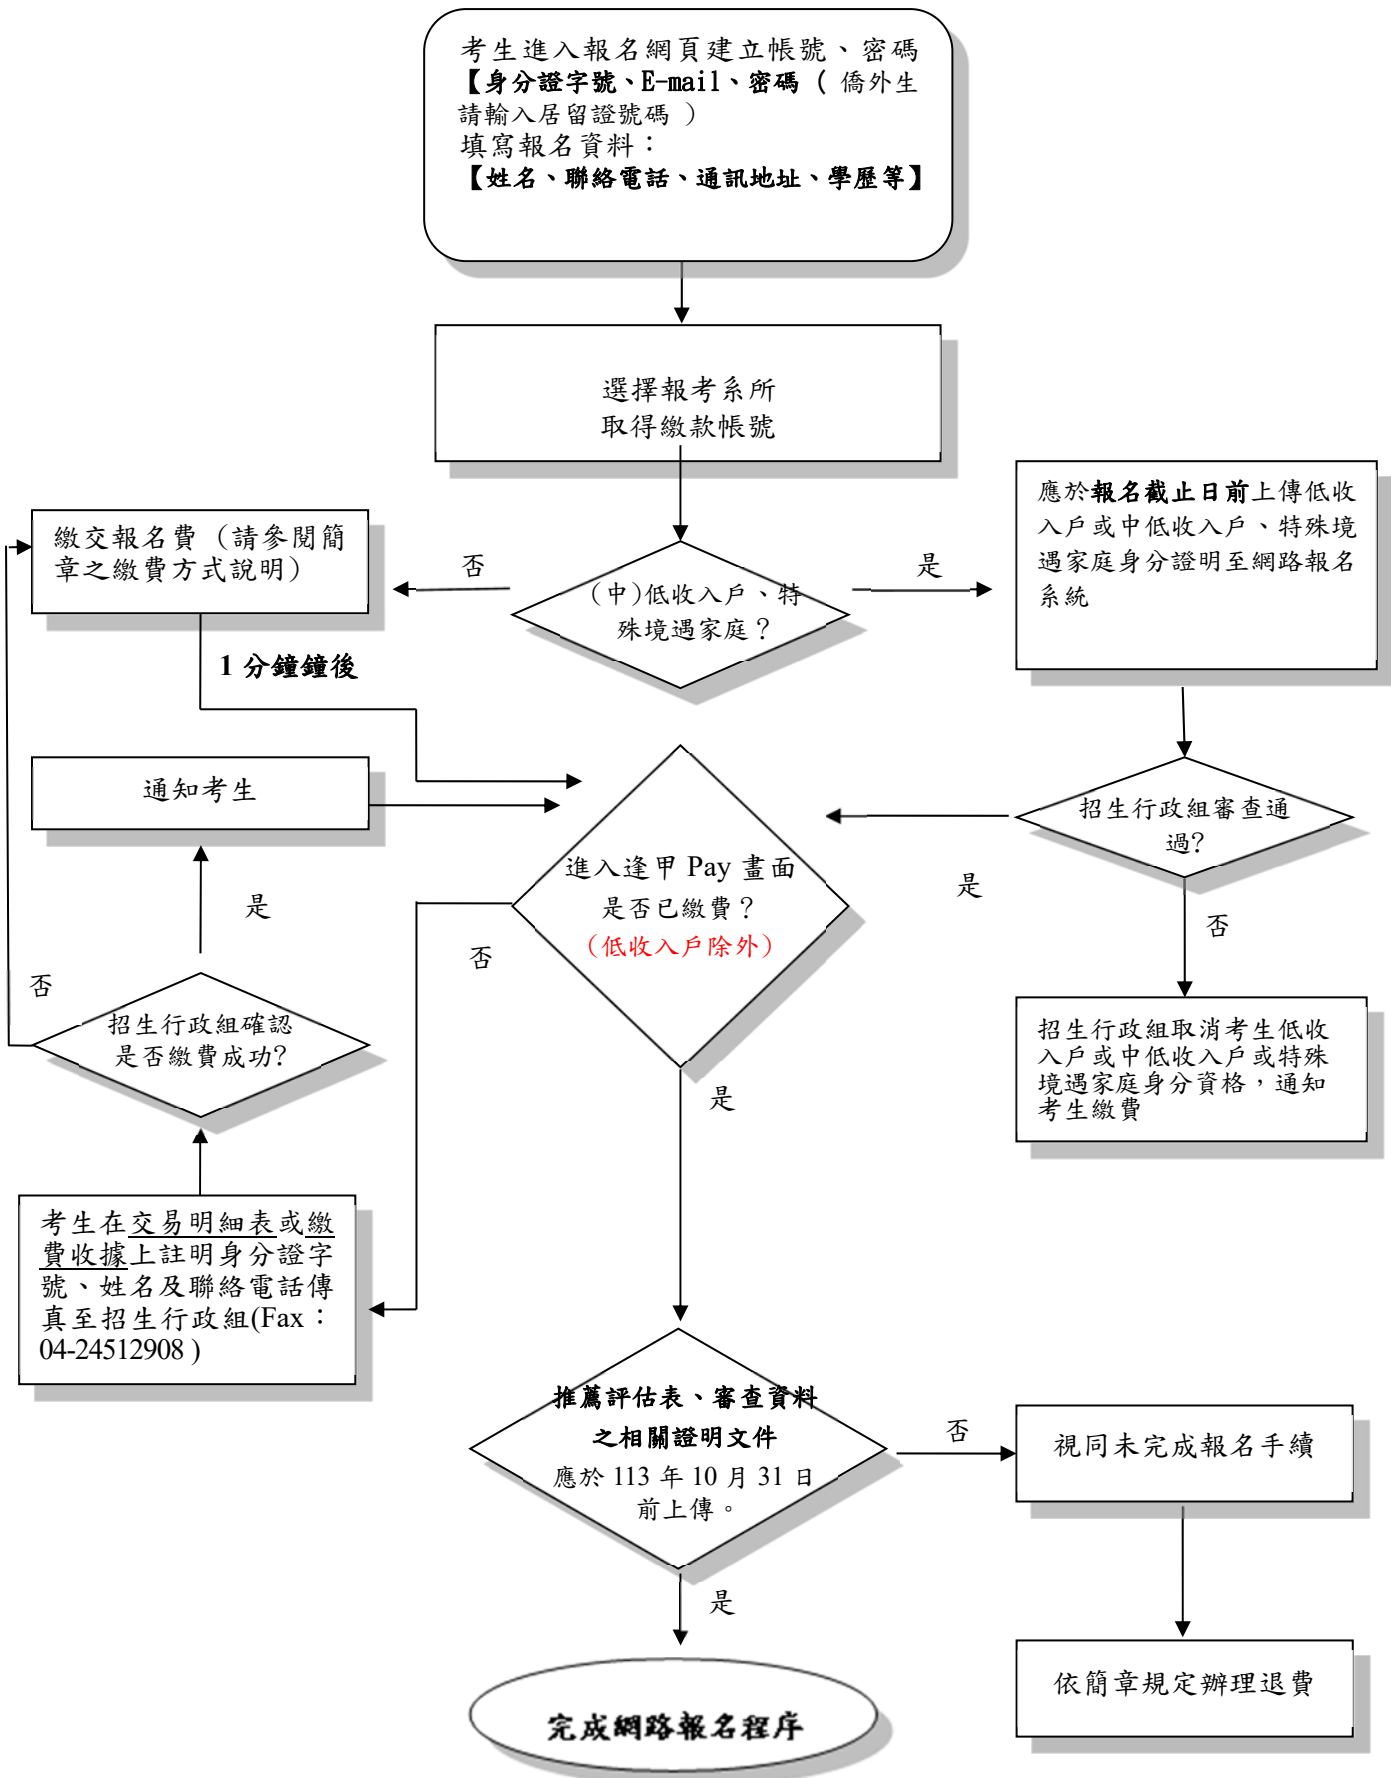 考生進入報名網頁建立帳號、密碼
【身分證字號、E-mail、密碼（僑外生
請輸入居留證號碼 ）
填寫報名資料：
【姓名、聯絡電話、通訊地址、學歷等】
選擇報考系所
取得繳款帳號
應於報名截止日前上傳低收
入戶或中低收入戶、特殊境
遇家庭身分證明至網路報名
系統
繳交報名費（請參閱簡
章之繳費方式說明）
否
是
（中)低收入戶、特
殊境遇家庭？
1 分鐘鐘後
通知考生
招生行政組審查通
過?
進入逢甲 Pay 畫面
是否已繳費？
（低收入戶除外）
是
是
否
否
否
招生行政組確認
是否繳費成功?
招生行政組取消考生低收
入戶或中低收入戶或特殊
境遇家庭身分資格，通知
考生繳費
是
考生在交易明細表或繳
費收據上註明身分證字
號、姓名及聯絡電話傳
真至招生行政組(Fax：
04-24512908 )
推薦評估表、審查資料
之相關證明文件
應於 113 年 10 月 31 日
前上傳。
否
視同未完成報名手續
是
依簡章規定辦理退費
完成網路報名程序